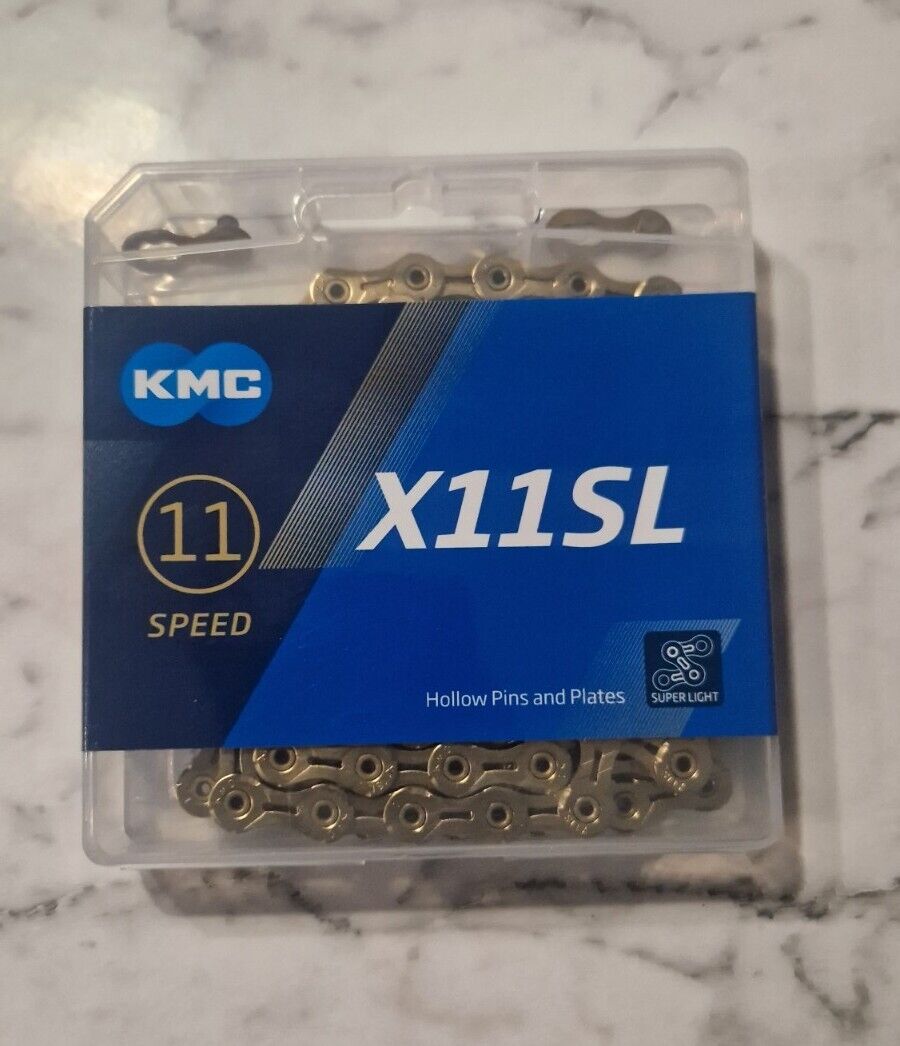 KMC
11
SPEED
X11SL
Hollow Pins and Plates
SUPER LIGHT